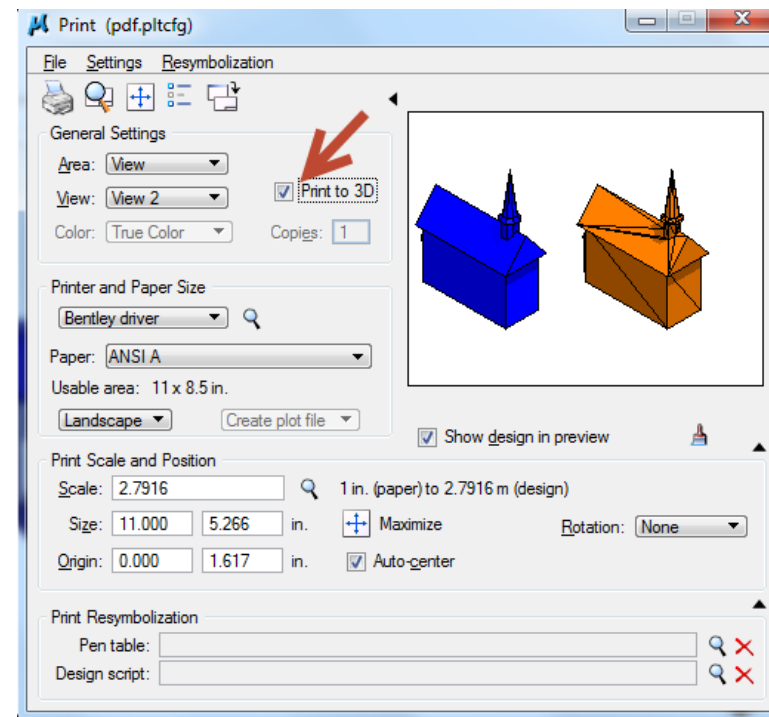 Print (pdf.pltcfg)
File Settings Resymbolization
General Settings
Area: View
View: View 2
Print to 3D
Color: True Color
Copies: 1
Printer and Paper Size
Bentley driver
Paper: ANSI A
Usable area: 11 x 8.5 in.
Landscape
Create plot file
Show design in preview
Print Scale and Position
Scale: 2.7916
1 in. (paper) to 2.7916 m (design)
Size: 11.000 5.266 in.
Maximize
Rotation: None
Origin: 0.000 1.617 in.
Auto-center
Print Resymbolization
Pen table:
Design script: